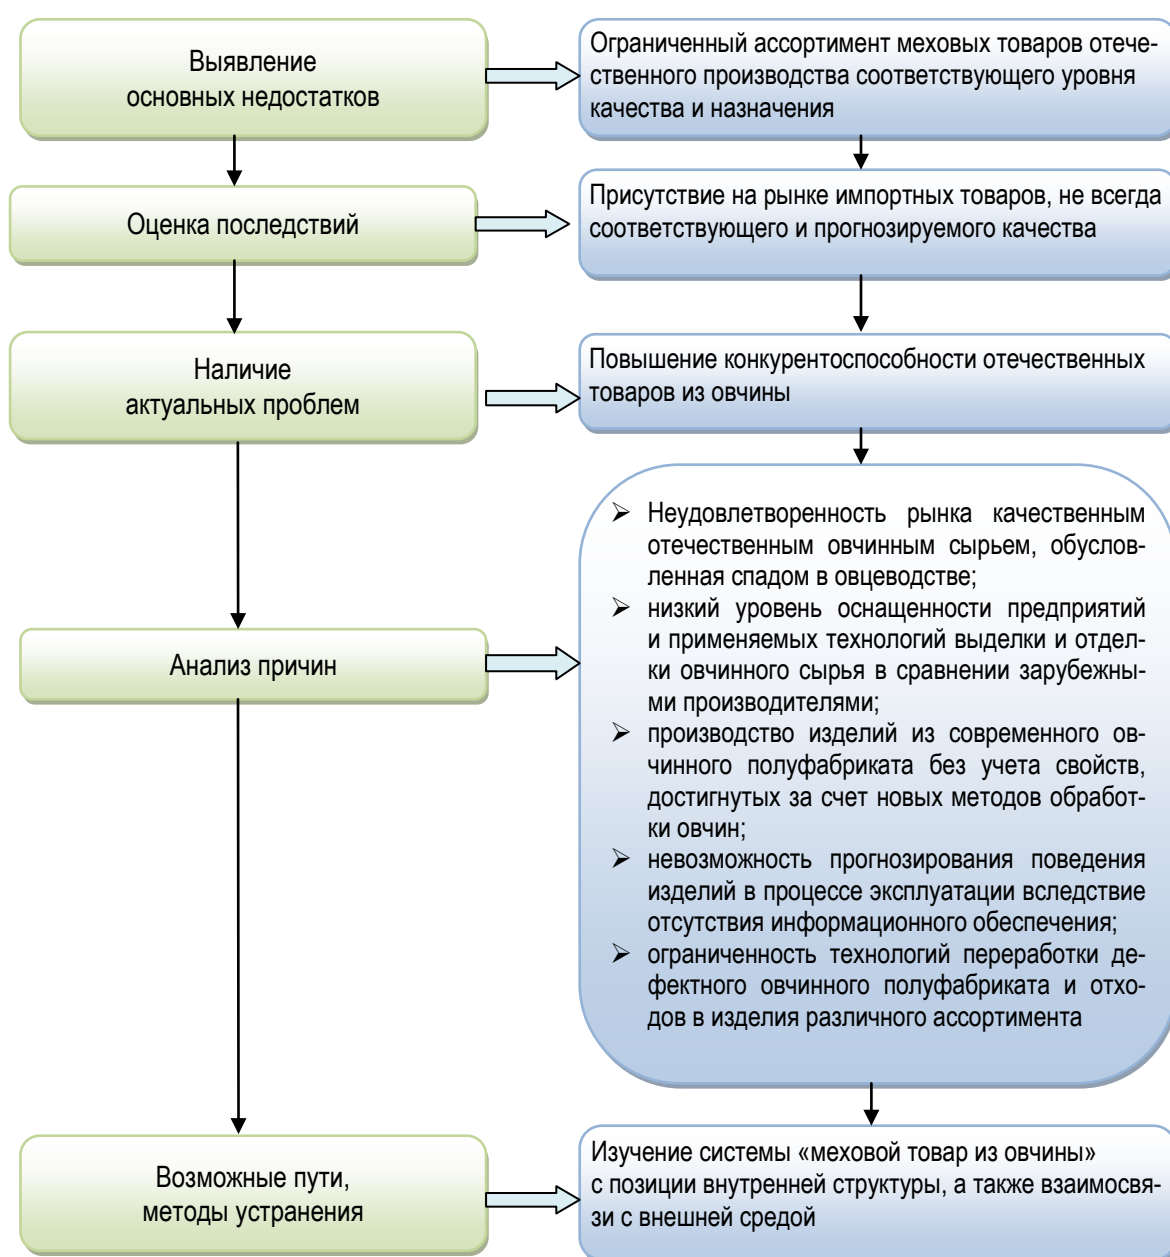 Выявление
основных недостатков
Ограниченный ассортимент меховых товаров отече-
ственного производства соответствующего уровня
качества и назначения
Оценка последствий
Присутствие на рынке импортных товаров, не всегда
соответствующего и прогнозируемого качества
Наличие
актуальных проблем
Повышение конкурентоспособности отечественных
товаров из овчины
Анализ причин
➢ Неудовлетворенность рынка качественным
отечественным овчинным сырьем, обуслов-
ленная спадом в овцеводстве;
➢ низкий уровень оснащенности предприятий
и применяемых технологий выделки и отдел-
ки овчинного сырья в сравнении зарубежны-
ми производителями;
➢ производство изделий из современного ов-
чинного полуфабриката без учета свойств,
достигнутых за счет новых методов обработ-
ки овчин;
➢ невозможность прогнозирования поведения
изделий в процессе эксплуатации вследствие
отсутствия информационного обеспечения;
➢ ограниченность технологий переработки де-
фектного овчинного полуфабриката и отхо-
дов в изделия различного ассортимента
Возможные пути,
методы устранения
Изучение системы «меховой товар из овчины»
с позиции внутренней структуры, а также взаимосвя-
зи с внешней средой